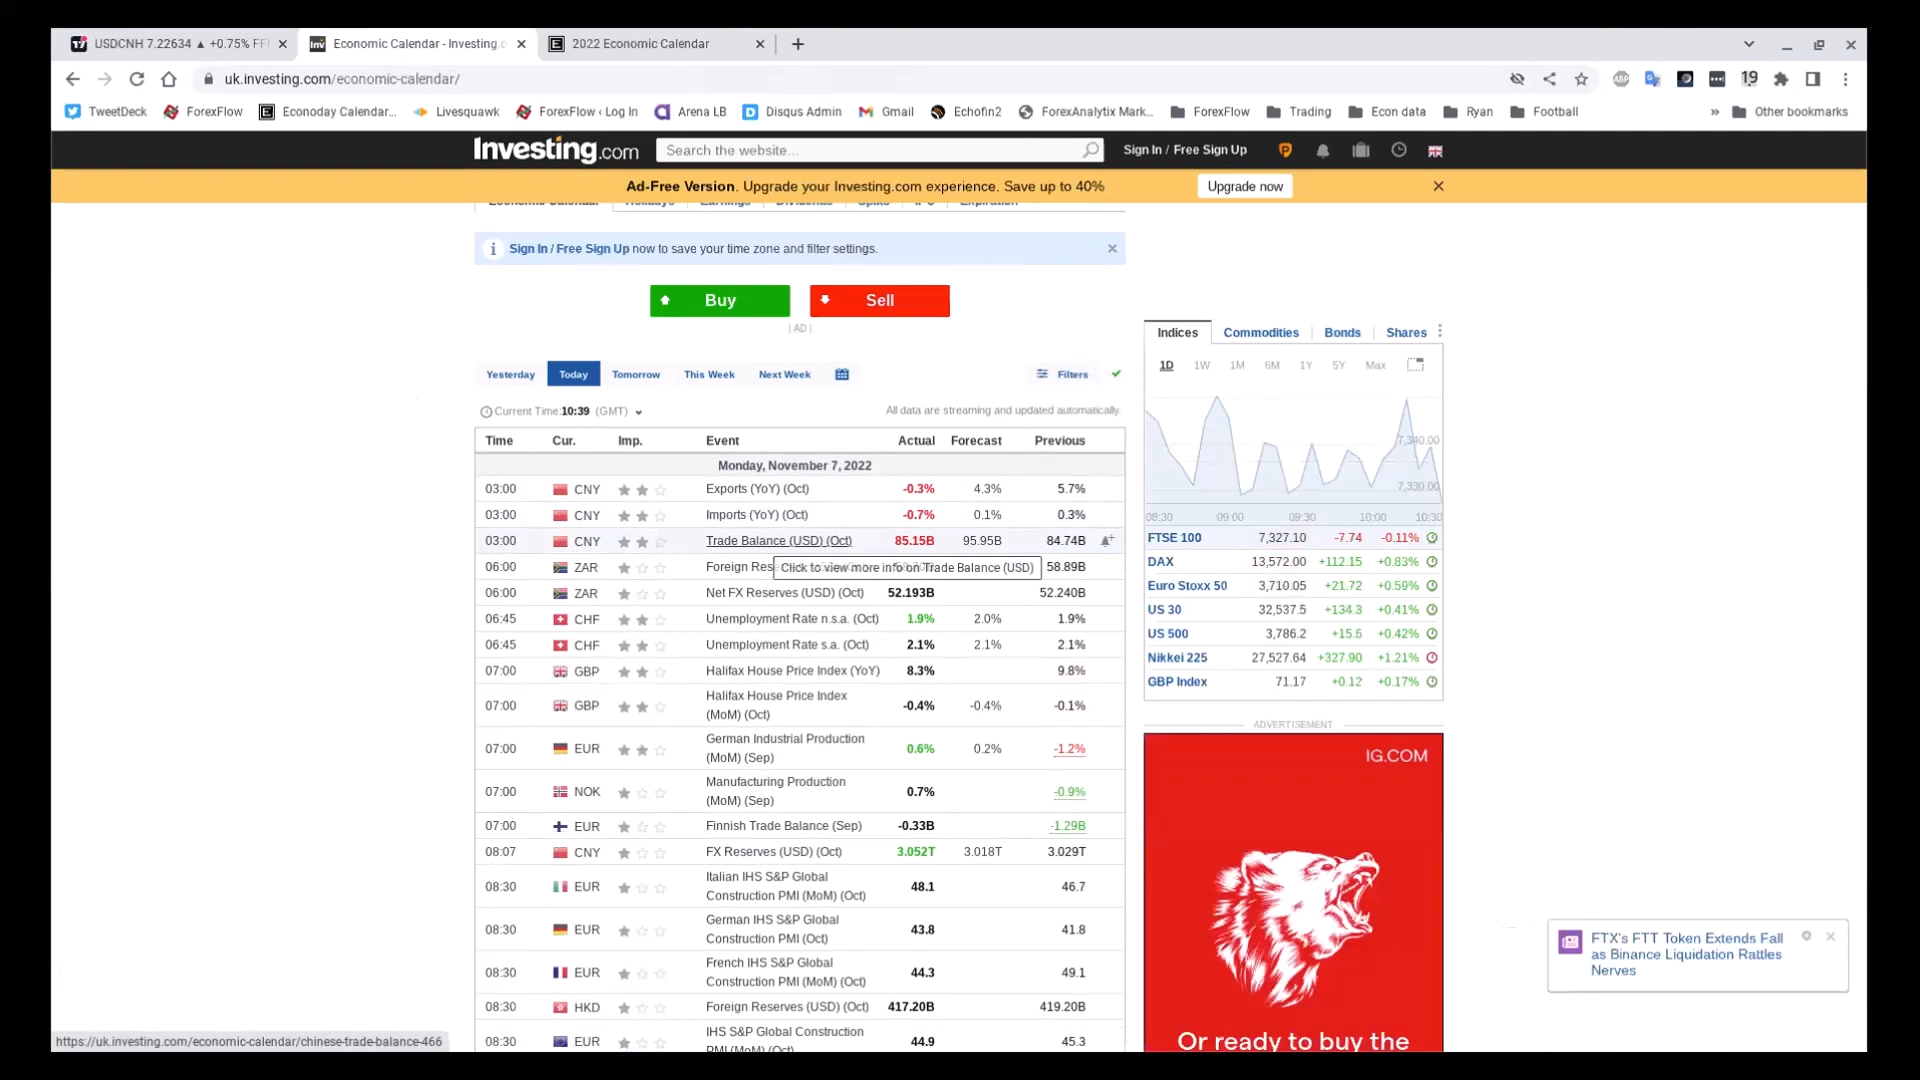 USDCNH 7.22634 ▲ +0.75% FF
Economic Calendar - Investing.c
2022 Economic Calendar
uk.investing.com/economic-calendar/
19
TweetDeck
ForexFlow
Econoday Calendar...
Livesquawk
ForexFlow ‹ Log In
Arena LB
Disqus Admin
Gmail
Echofin2
ForexAnalytix Mark...
ForexFlow
Trading
Econ data
Ryan
Football
» Other bookmarks
Investing.com
Search the website...
Sign In / Free Sign Up
Ad-Free Version. Upgrade your Investing.com experience. Save up to 40%
Upgrade now
Economic Calendar Holidays Earnings Dividends Splits IPO Expiration
Sign In / Free Sign Up now to save your time zone and filter settings.
Buy
Sell
| AD |
Yesterday Today Tomorrow This Week Next Week
Filters
Current Time:10:39 (GMT)
All data are streaming and updated automatically.
Time Cur. Imp. Event Actual Forecast Previous
Monday, November 7, 2022
03:00 CNY Exports (YoY) (Oct) -0.3% 4.3% 5.7%
03:00 CNY Imports (YoY) (Oct) -0.7% 0.1% 0.3%
03:00 CNY Trade Balance (USD) (Oct) 85.15B 95.95B 84.74B
06:00 ZAR Foreign Res 58.89B
Click to view more info on Trade Balance (USD)
06:00 ZAR Net FX Reserves (USD) (Oct) 52.193B 52.240B
06:45 CHF Unemployment Rate n.s.a. (Oct) 1.9% 2.0% 1.9%
06:45 CHF Unemployment Rate s.a. (Oct) 2.1% 2.1% 2.1%
07:00 GBP Halifax House Price Index (YoY) 8.3% 9.8%
07:00 GBP Halifax House Price Index
(MoM) (Oct) -0.4% -0.4% -0.1%
07:00 EUR German Industrial Production
(MoM) (Sep) 0.6% 0.2% -1.2%
07:00 NOK Manufacturing Production
(MoM) (Sep) 0.7% -0.9%
07:00 EUR Finnish Trade Balance (Sep) -0.33B -1.29B
08:07 CNY FX Reserves (USD) (Oct) 3.052T 3.018T 3.029T
08:30 EUR Italian IHS S&P Global
Construction PMI (MoM) (Oct) 48.1 46.7
08:30 EUR German IHS S&P Global
Construction PMI (Oct) 43.8 41.8
08:30 EUR French IHS S&P Global
Construction PMI (MoM) (Oct) 44.3 49.1
08:30 HKD Foreign Reserves (USD) (Oct) 417.20B 419.20B
08:30 EUR IHS S&P Global Construction
PMI (MoM) (Oct) 44.9 45.3
Indices Commodities Bonds Shares
1D 1W 1M 6M 1Y 5Y Max
7,340.00
7,330.00
08:30 09:00 09:30 10:00 10:30
FTSE 100 7,327.10 -7.74 -0.11%
DAX 13,572.00 +112.15 +0.83%
Euro Stoxx 50 3,710.05 +21.72 +0.59%
US 30 32,537.5 +134.3 +0.41%
US 500 3,786.2 +15.6 +0.42%
Nikkei 225 27,527.64 +327.90 +1.21%
GBP Index 71.17 +0.12 +0.17%
ADVERTISEMENT
IG.COM
Or ready to buy the
FTX's FTT Token Extends Fall
as Binance Liquidation Rattles
Nerves
https://uk.investing.com/economic-calendar/chinese-trade-balance-466